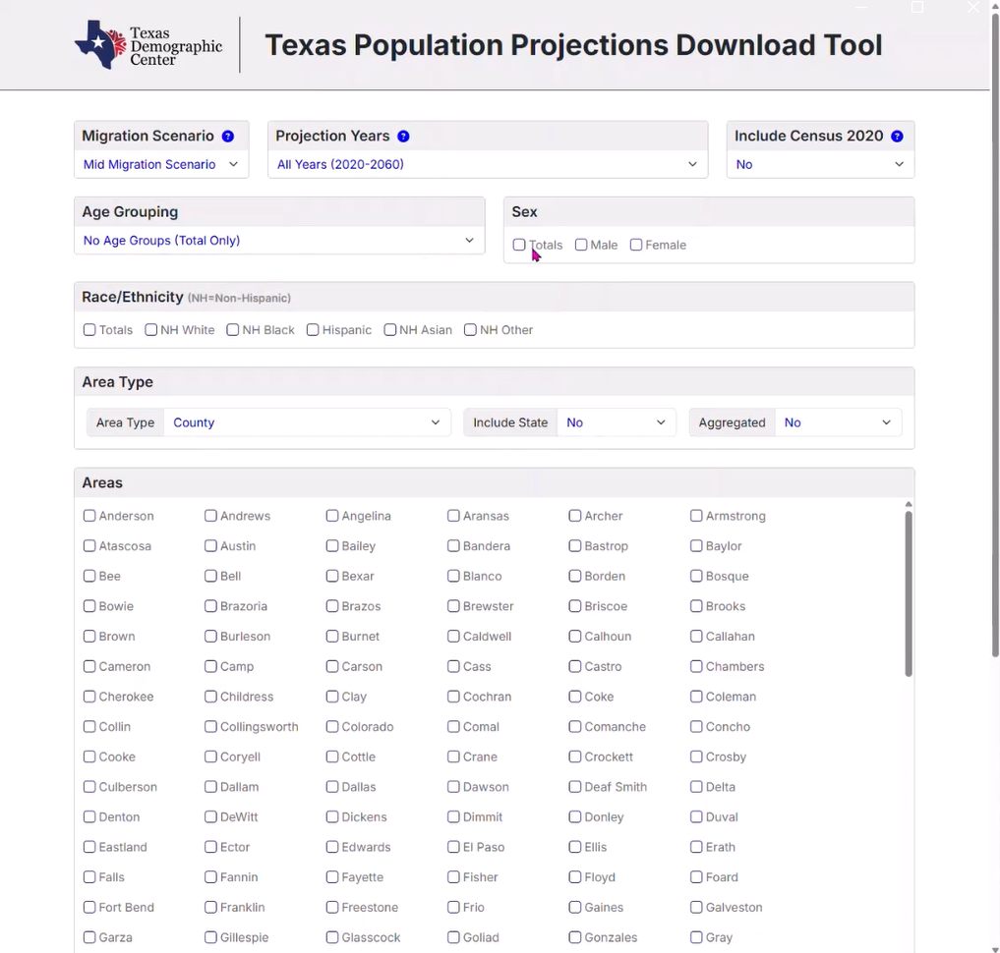 Texas
Demographic
Center
Texas Population Projections Download Tool
Migration Scenario ? Projection Years ? Include Census 2020 ?
Mid Migration Scenario All Years (2020-2060) No
Age Grouping Sex
No Age Groups (Total Only) Totals Male Female
Race/Ethnicity (NH=Non-Hispanic)
Totals NH White NH Black Hispanic NH Asian NH Other
Area Type
Area Type County Include State No Aggregated No
Areas
Anderson Andrews Angelina Aransas Archer Armstrong
Atascosa Austin Bailey Bandera Bastrop Baylor
Bee Bell Bexar Blanco Borden Bosque
Bowie Brazoria Brazos Brewster Briscoe Brooks
Brown Burleson Burnet Caldwell Calhoun Callahan
Cameron Camp Carson Cass Castro Chambers
Cherokee Childress Clay Cochran Coke Coleman
Collin Collingsworth Colorado Comal Comanche Concho
Cooke Coryell Cottle Crane Crockett Crosby
Culberson Dallam Dallas Dawson Deaf Smith Delta
Denton DeWitt Dickens Dimmit Donley Duval
Eastland Ector Edwards El Paso Ellis Erath
Falls Fannin Fayette Fisher Floyd Foard
Fort Bend Franklin Freestone Frio Gaines Galveston
Garza Gillespie Glasscock Goliad Gonzales Gray